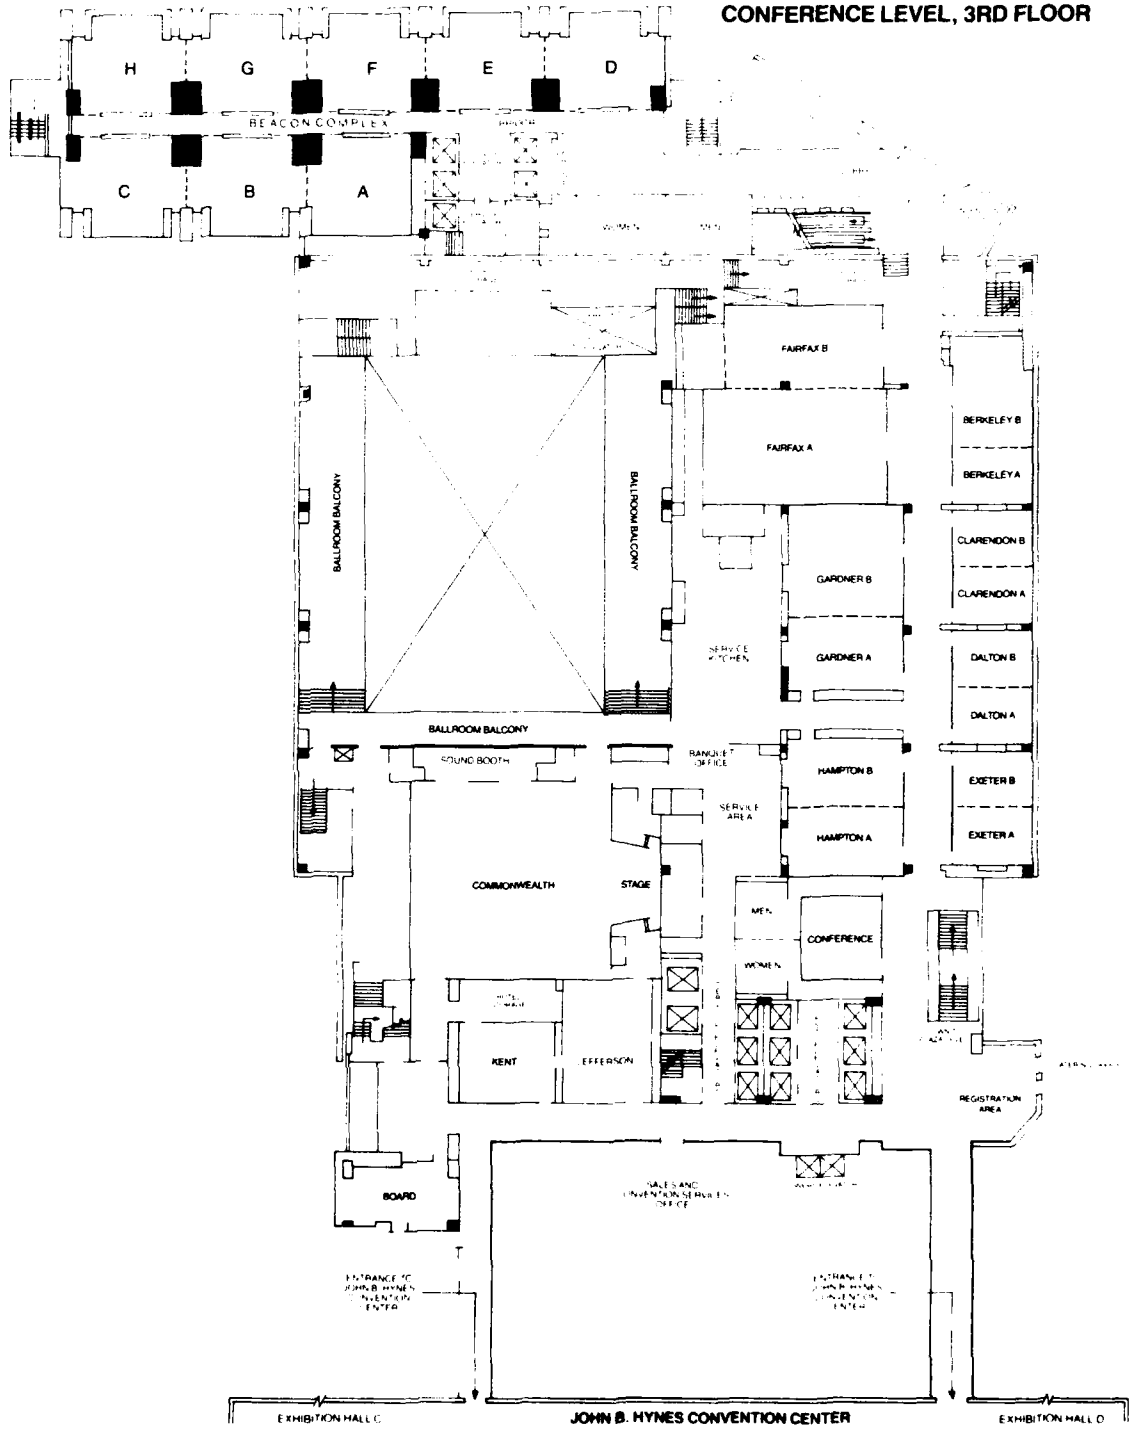 CONFERENCE LEVEL, 3RD FLOOR
H
G
F
E
D
BEACON COMPLEX
C
B
A
WOMEN
MEN
FAIRFAX B
FAIRFAX A
BERKELEY B
BERKELEY A
BALLROOM BALCONY
BALLROOM BALCONY
CLARENDON B
CLARENDON A
GARDNER B
GARDNER A
SERVICE
KITCHEN
DALTON B
DALTON A
BALLROOM BALCONY
SOUND BOOTH
BANQUET
OFFICE
HAMPTON B
HAMPTON A
SERVICE
AREA
EXETER B
EXETER A
COMMONWEALTH
STAGE
MEN
WOMEN
CONFERENCE
KENT
JEFFERSON
REGISTRATION
AREA
BOARD
SALES AND
CONVENTION SERVICES
OFFICE
ENTRANCE TO
JOHN B. HYNES
CONVENTION
CENTER
ENTRANCE TO
JOHN B. HYNES
CONVENTION
CENTER
EXHIBITION HALL C
JOHN B. HYNES CONVENTION CENTER
EXHIBITION HALL D